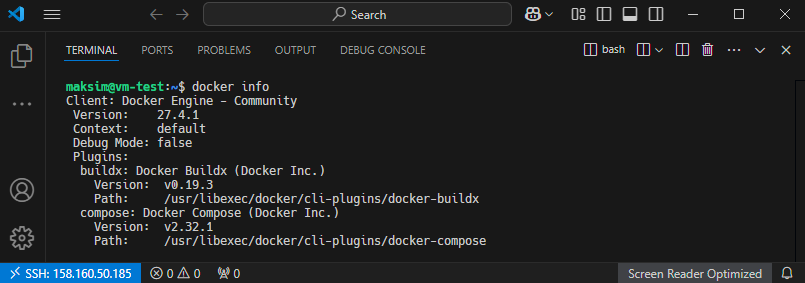 Search
TERMINAL PORTS PROBLEMS OUTPUT DEBUG CONSOLE bash
maksim@vm-test:~$ docker info
Client: Docker Engine - Community
Version: 27.4.1
Context: default
Debug Mode: false
Plugins:
buildx: Docker Buildx (Docker Inc.)
Version: v0.19.3
Path: /usr/libexec/docker/cli-plugins/docker-buildx
compose: Docker Compose (Docker Inc.)
Version: v2.32.1
Path: /usr/libexec/docker/cli-plugins/docker-compose
SSH: 158.160.50.185 0 0 0 Screen Reader Optimized